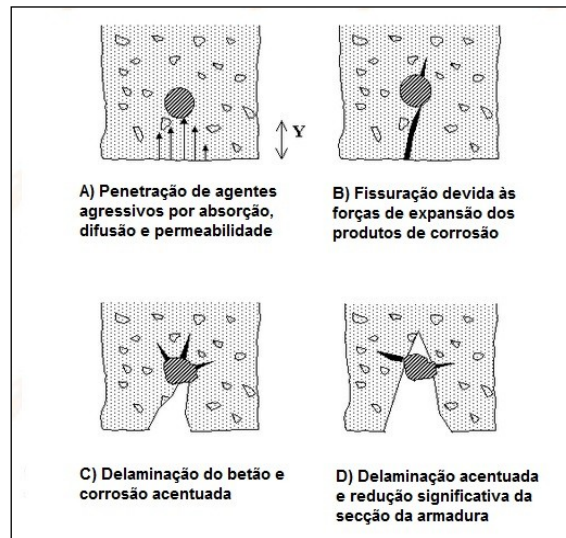 Y
A) Penetração de agentes
agressivos por absorção,
difusão e permeabilidade
B) Fissuração devida às
forças de expansão dos
produtos de corrosão
C) Delaminação do betão e
corrosão acentuada
D) Delaminação acentuada
e redução significativa da
secção da armadura